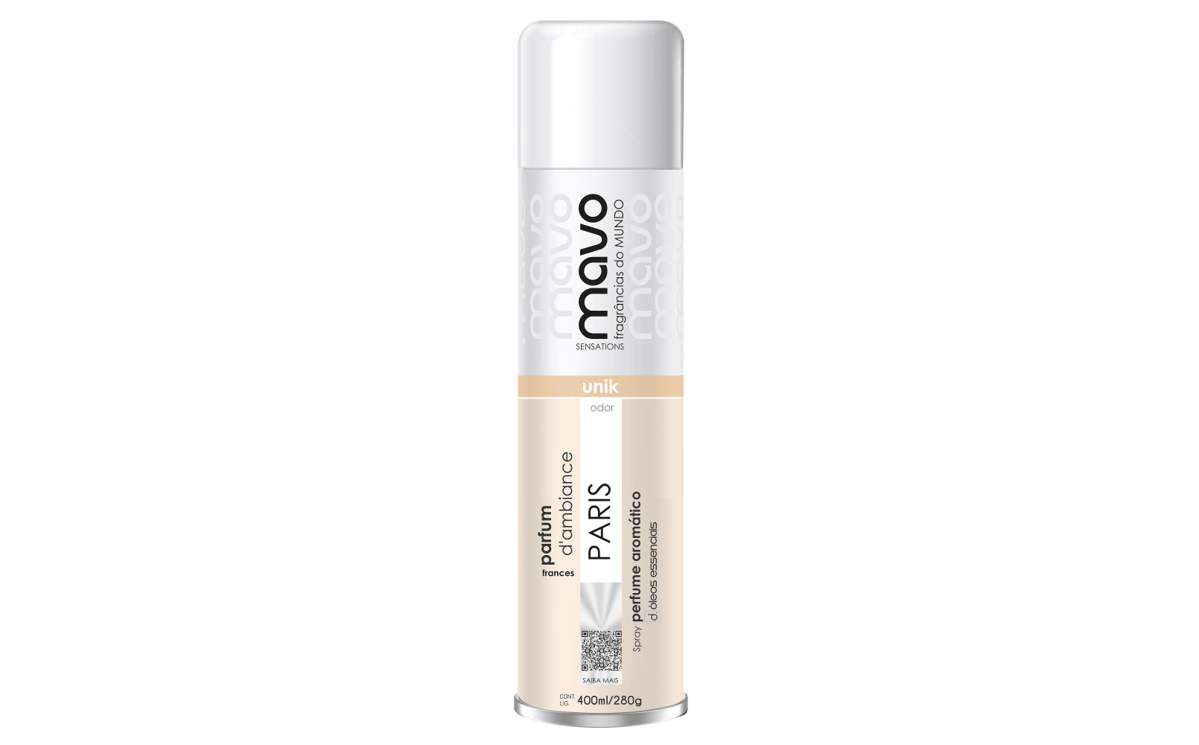 mavo
fragrâncias do MUNDO
SENSATIONS
unik
odor
parfum
d'ambiance
frances
PARIS
Spray perfume aromático
d. óleos essenciais
SAIBA MAIS
CONT.
LIG. 400ml/280g